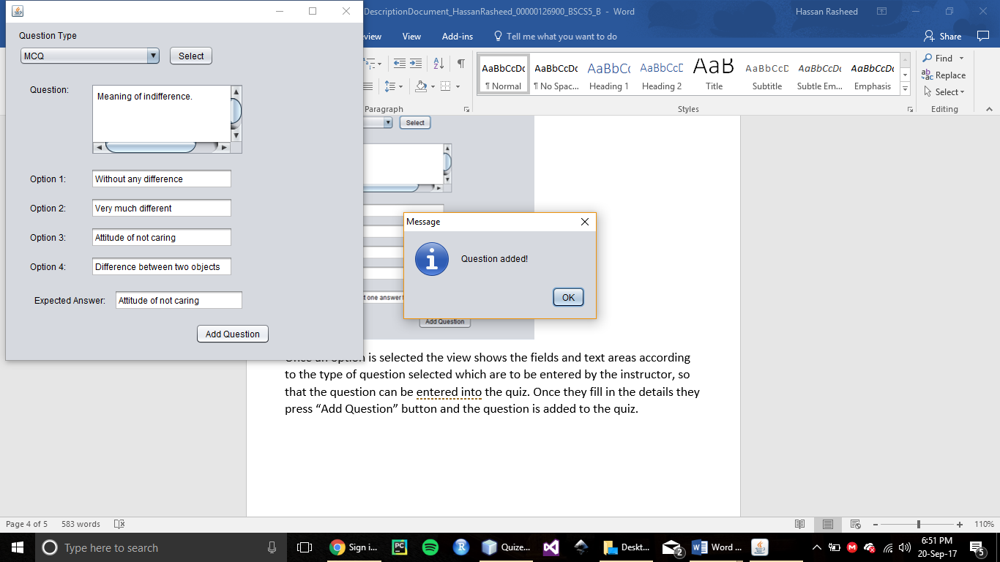 DescriptionDocument_HassanRasheed_00000126900_BSCS5_B - Word
Hassan Rasheed
View
Add-ins
Tell me what you want to do
Share
Question Type
MCQ
Select
Question:
Meaning of indifference.
Option 1:
Without any difference
Option 2:
Very much different
Option 3:
Attitude of not caring
Option 4:
Difference between two objects
Expected Answer:
Attitude of not caring
Add Question
Paragraph
AaBbCcDc
¶ Normal
AaBbCcDc
¶ No Spac...
AaBbC
Heading 1
AaBbCcD
Heading 2
AaB
Title
AaBbCcD
Subtitle
AaBbCcDc
Subtle Em...
AaBbCcDc
Emphasis
Styles
Find
Replace
Select
Editing
Select
Message
Question added!
OK
one answer
Add Question
is selected the view shows the fields and text areas according
to the type of question selected which are to be entered by the instructor, so
that the question can be entered into the quiz. Once they fill in the details they
press “Add Question” button and the question is added to the quiz.
Page 4 of 5
583 words
110%
Type here to search
Sign i...
PC
R
Quize...
Deskt...
2
Word ...
6:51 PM
20-Sep-17
5